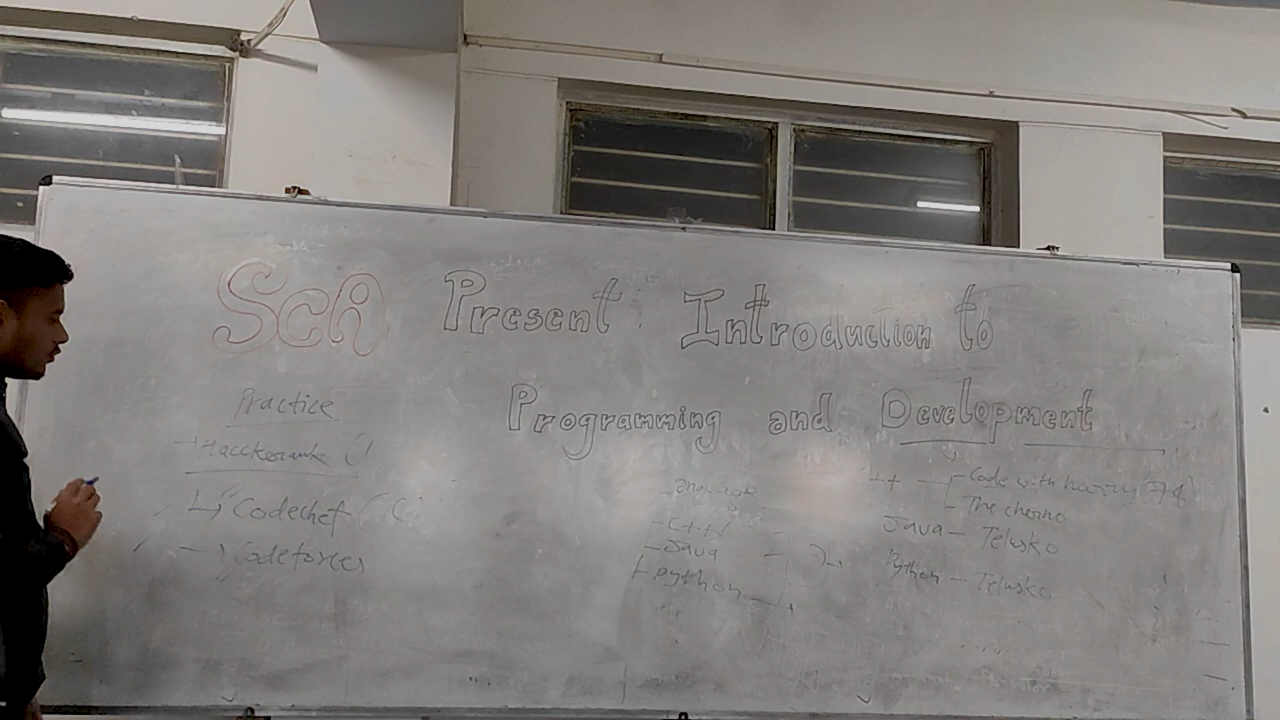 SCA Present Introduction to
Programming and Development
Practice
Hacckerank
Codechef
Codeforces
language
C++
Java
python
++ Code with harry
The cherno
Java - Telusko
Python - Telusko